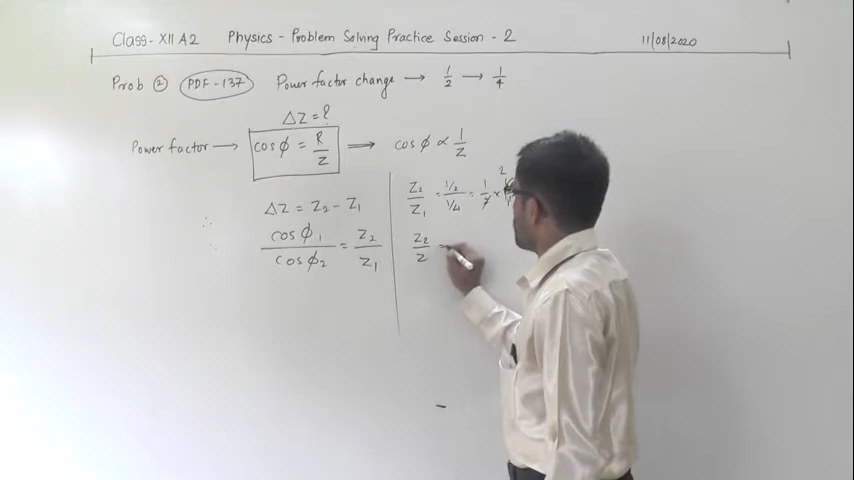 Class - XII A2 Physics - Problem Solving Practice Session - 2 11/08/2020
Prob ② PDF - 137 Power factor change → 1/2 → 1/4
ΔZ = ?
Power factor → cos ϕ = R/Z ⟹ cos ϕ ∝ 1/Z
ΔZ = Z₂ - Z₁
∴ cos ϕ₁ / cos ϕ₂ = Z₂ / Z₁
Z₂/Z₁ = 1/2 / 1/4 = 1/2 ×
Z₂/Z =